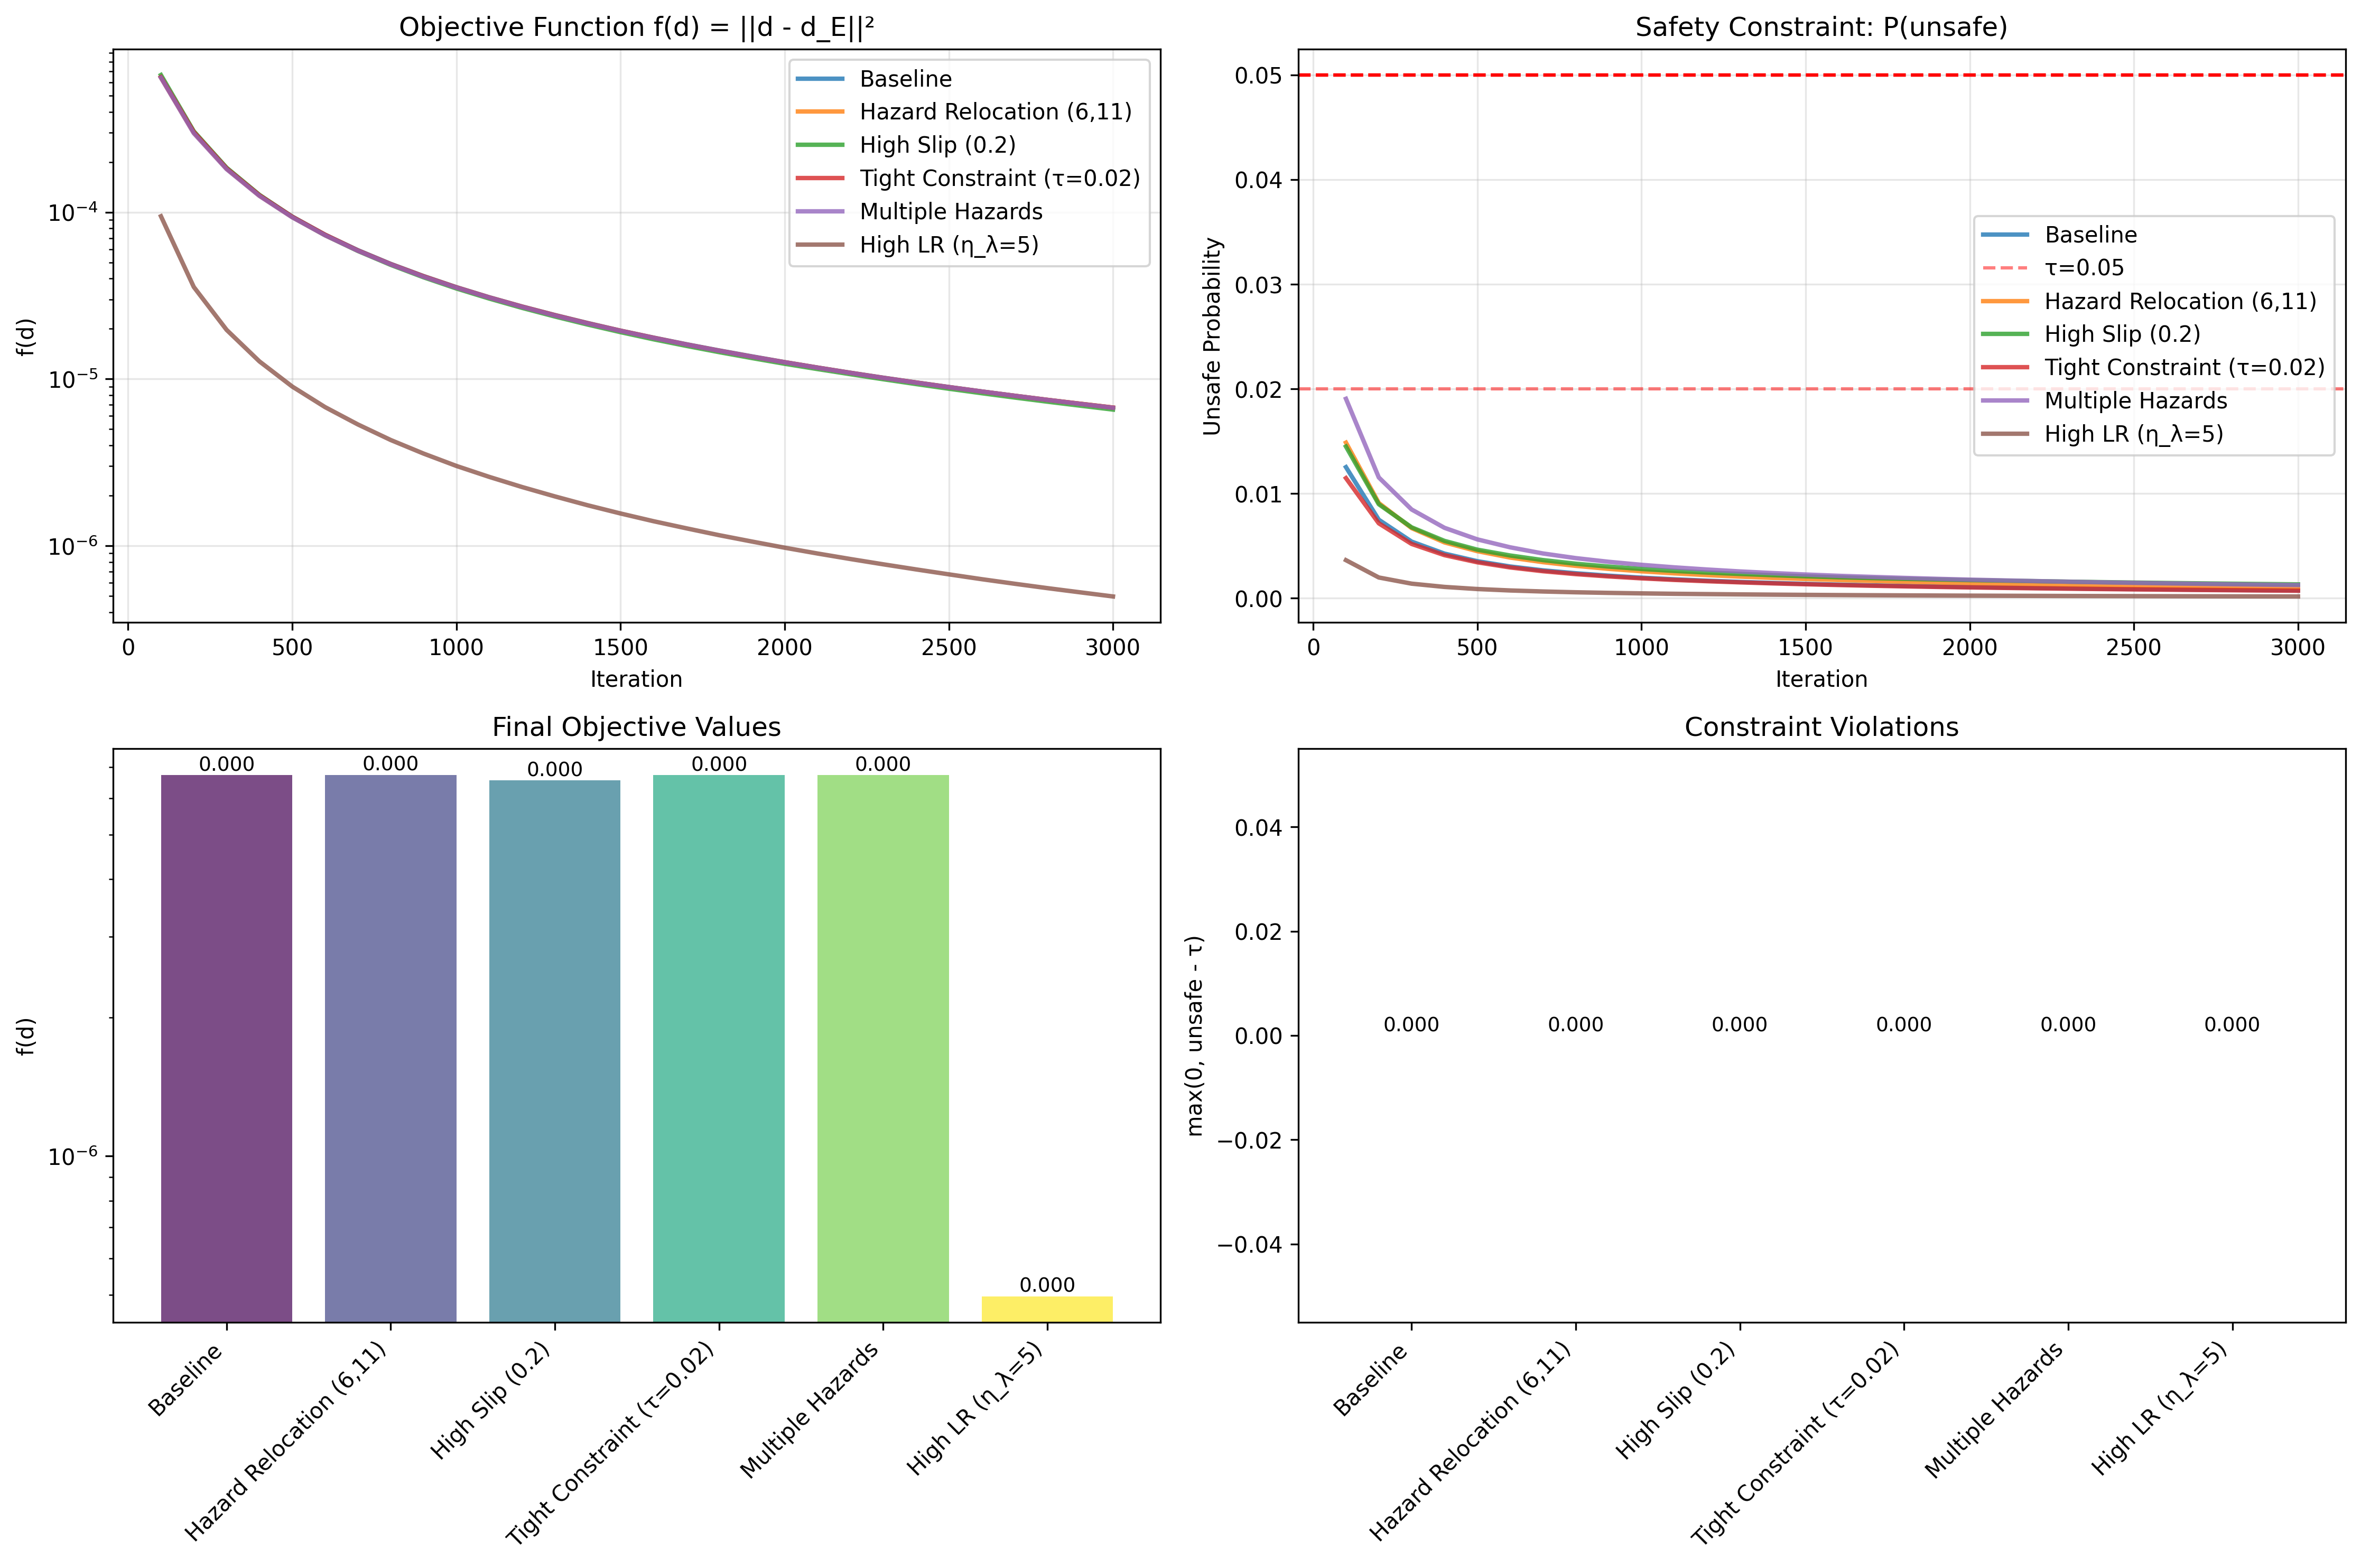 Objective Function f(d) = ||d - d_E||²
f(d)
10⁻⁴
10⁻⁵
10⁻⁶
0 500 1000 1500 2000 2500 3000
Iteration
Baseline
Hazard Relocation (6,11)
High Slip (0.2)
Tight Constraint (τ=0.02)
Multiple Hazards
High LR (η_λ=5)
Safety Constraint: P(unsafe)
Unsafe Probability
0.05
0.04
0.03
0.02
0.01
0.00
0 500 1000 1500 2000 2500 3000
Iteration
Baseline
τ=0.05
Hazard Relocation (6,11)
High Slip (0.2)
Tight Constraint (τ=0.02)
Multiple Hazards
High LR (η_λ=5)
Final Objective Values
f(d)
10⁻⁶
0.000 0.000 0.000 0.000 0.000 0.000
Baseline
Hazard Relocation (6,11)
High Slip (0.2)
Tight Constraint (τ=0.02)
Multiple Hazards
High LR (η_λ=5)
Constraint Violations
max(0, unsafe - τ)
0.04
0.02
0.00
−0.02
−0.04
0.000 0.000 0.000 0.000 0.000 0.000
Baseline
Hazard Relocation (6,11)
High Slip (0.2)
Tight Constraint (τ=0.02)
Multiple Hazards
High LR (η_λ=5)